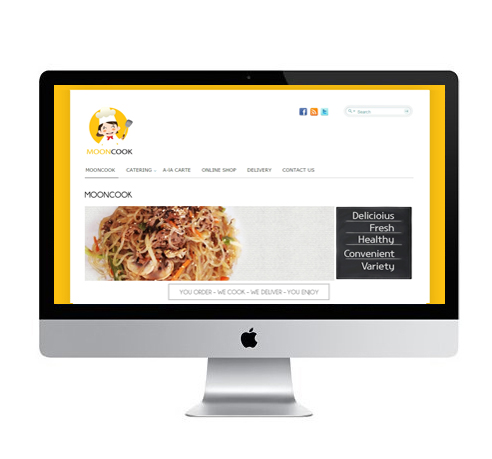 MOONCOOK
Search
MOONCOOK CATERING A-IA CARTE ONLINE SHOP DELIVERY CONTACT US
MOONCOOK
Delicioius
Fresh
Healthy
Convenient
Variety
YOU ORDER - WE COOK - WE DELIVER - YOU ENJOY